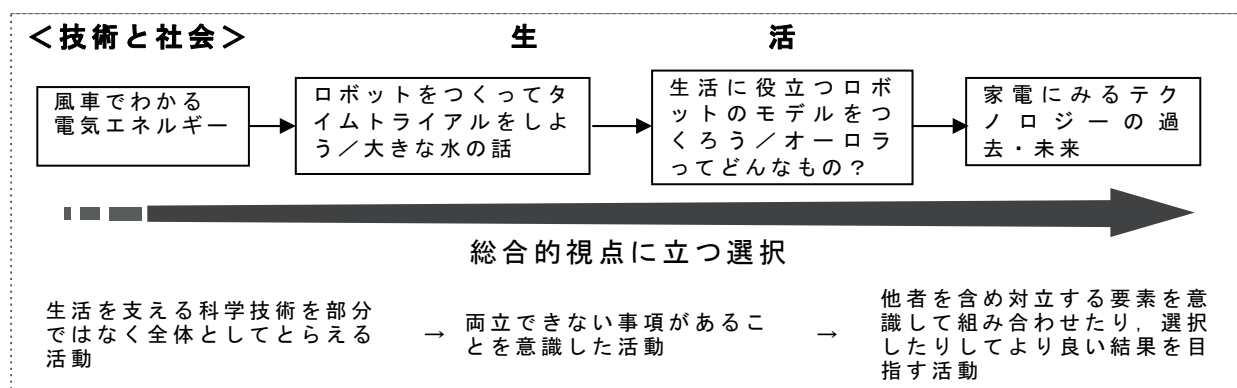 ＜技術と社会＞ 生 活
風車でわかる
電気エネルギー
ロボットをつくってタ
イムトライアルをしよ
う／大きな水の話
生活に役立つロボ
ットのモデルをつ
くろう／オーロラ
ってどんなもの？
家電にみるテク
ノロジーの過
去・未来
総合的視点に立つ選択
生活を支える科学技術を部分
ではなく全体としてとらえる
活動
→
両立できない事項があるこ
とを意識した活動
→
他者を含め対立する要素を意
識して組み合わせたり，選択
したりしてより良い結果を目
指す活動